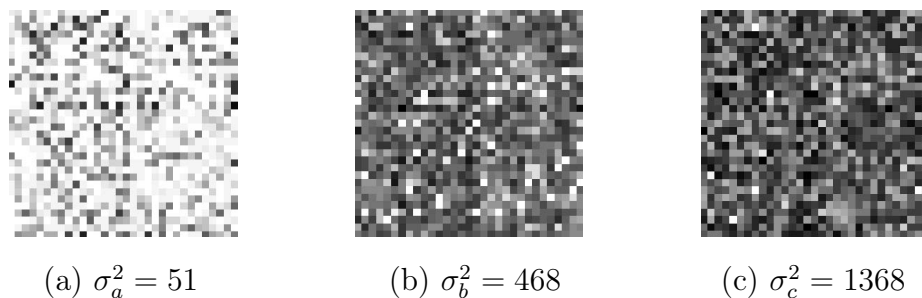 (a) σ_a^2 = 51
(b) σ_b^2 = 468
(c) σ_c^2 = 1368